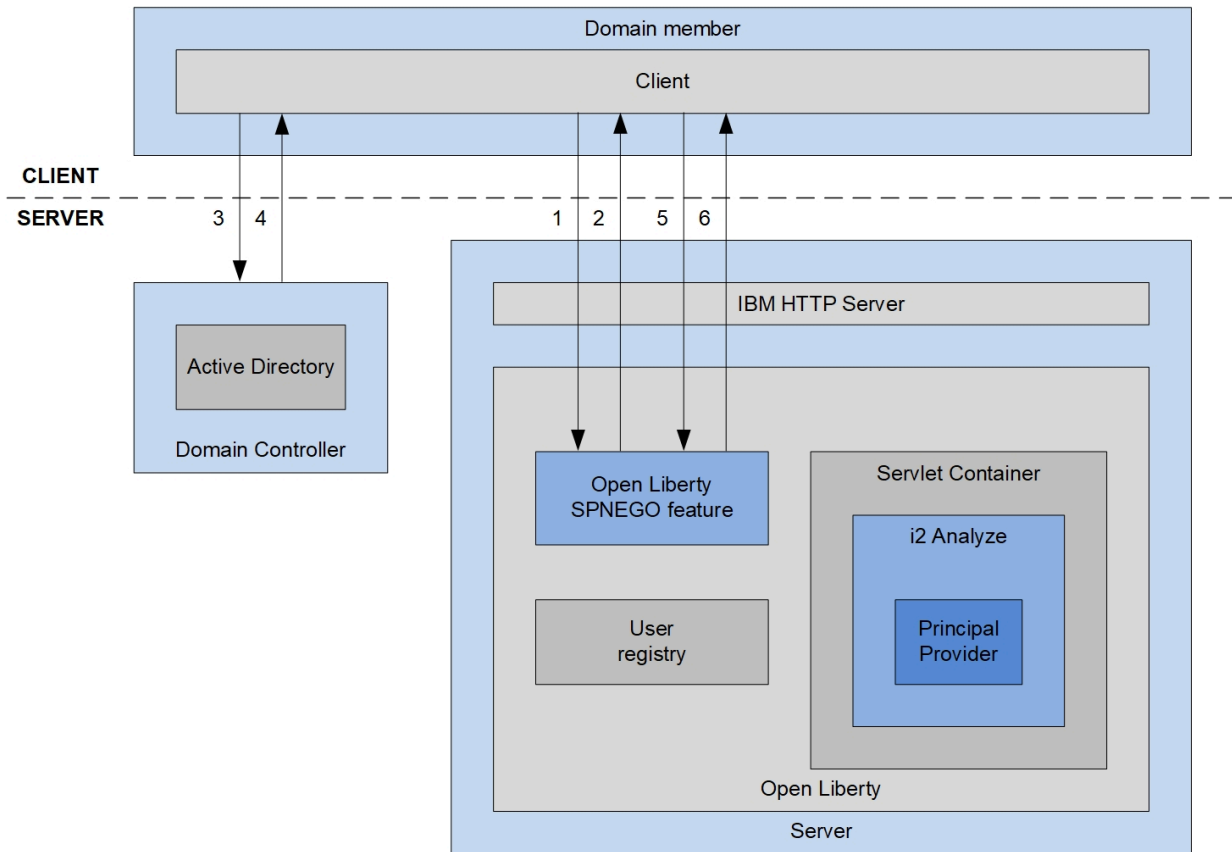 Domain member
Client
CLIENT
SERVER
3
4
1
2
5
6
IBM HTTP Server
Active Directory
Domain Controller
Open Liberty
SPNEGO feature
Servlet Container
i2 Analyze
User
registry
Principal
Provider
Open Liberty
Server